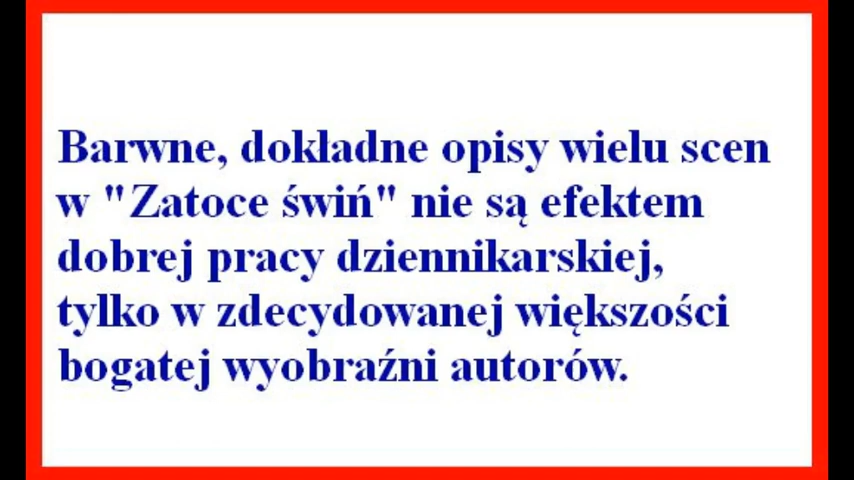 Barwne, dokładne opisy wielu scen
w "Zatoce świń" nie są efektem
dobrej pracy dziennikarskiej,
tylko w zdecydowanej większości
bogatej wyobraźni autorów.